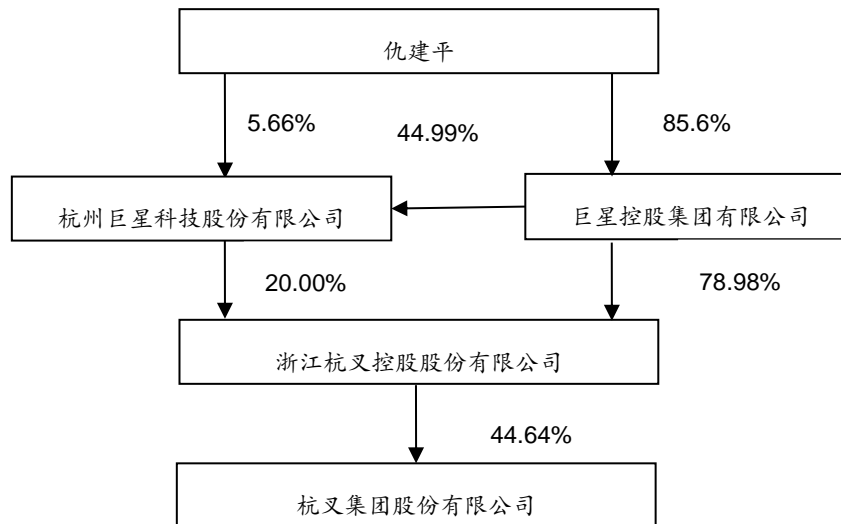 仇建平
5.66%
44.99%
85.6%
杭州巨星科技股份有限公司
巨星控股集团有限公司
20.00%
78.98%
浙江杭叉控股股份有限公司
44.64%
杭叉集团股份有限公司